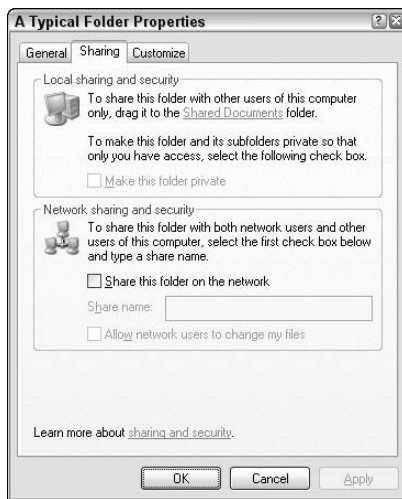 A Typical Folder Properties
General Sharing Customize
Local sharing and security
To share this folder with other users of this computer
only, drag it to the Shared Documents folder.
To make this folder and its subfolders private so that
only you have access, select the following check box.
Make this folder private
Network sharing and security
To share this folder with both network users and other
users of this computer, select the first check box below
and type a share name.
Share this folder on the network
Share name:
Allow network users to change my files
Learn more about sharing and security.
OK Cancel Apply